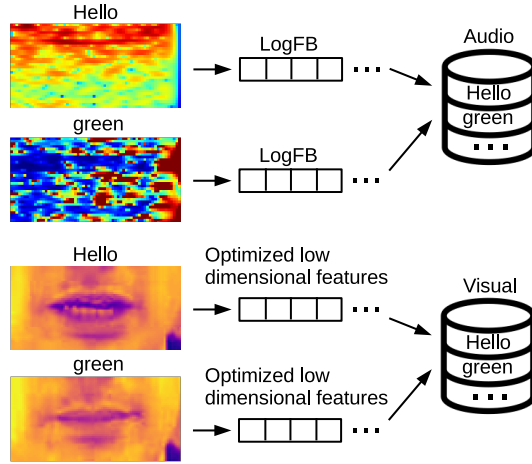 Hello
LogFB
Audio
Hello
green
green
LogFB
Hello
Optimized low
dimensional features
Visual
Hello
green
green
Optimized low
dimensional features